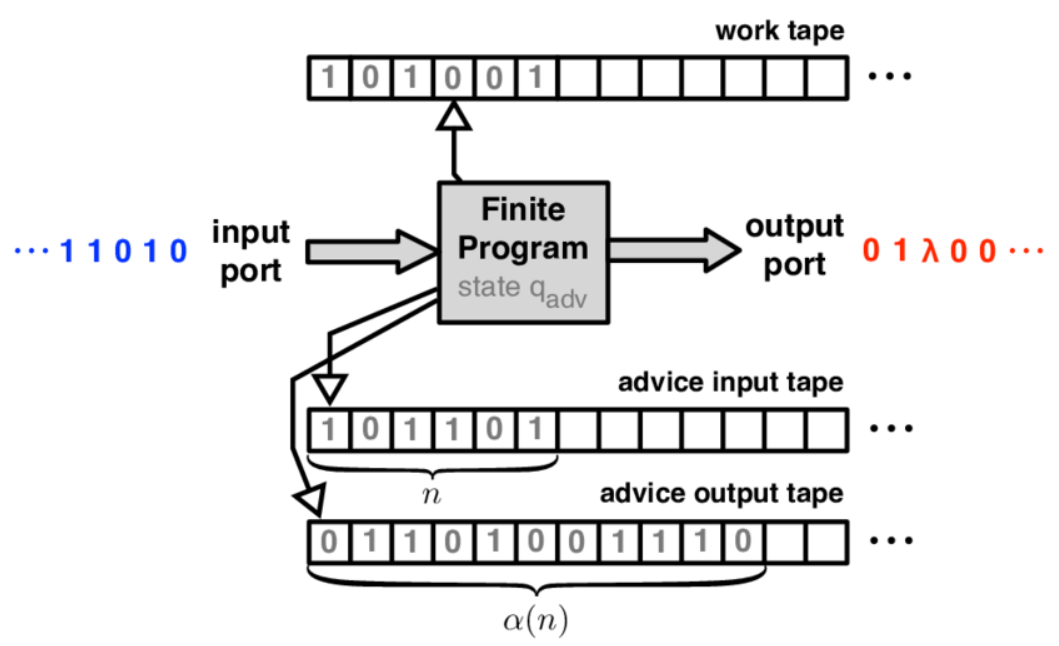 work tape
1 0 1 0 0 1 ···
Finite
Program
state q_adv
··· 1 1 0 1 0
input
port
output
port
0 1 λ 0 0 ···
advice input tape
1 0 1 1 0 1 ···
n
advice output tape
0 1 1 0 1 0 0 1 1 1 0 ···
α(n)